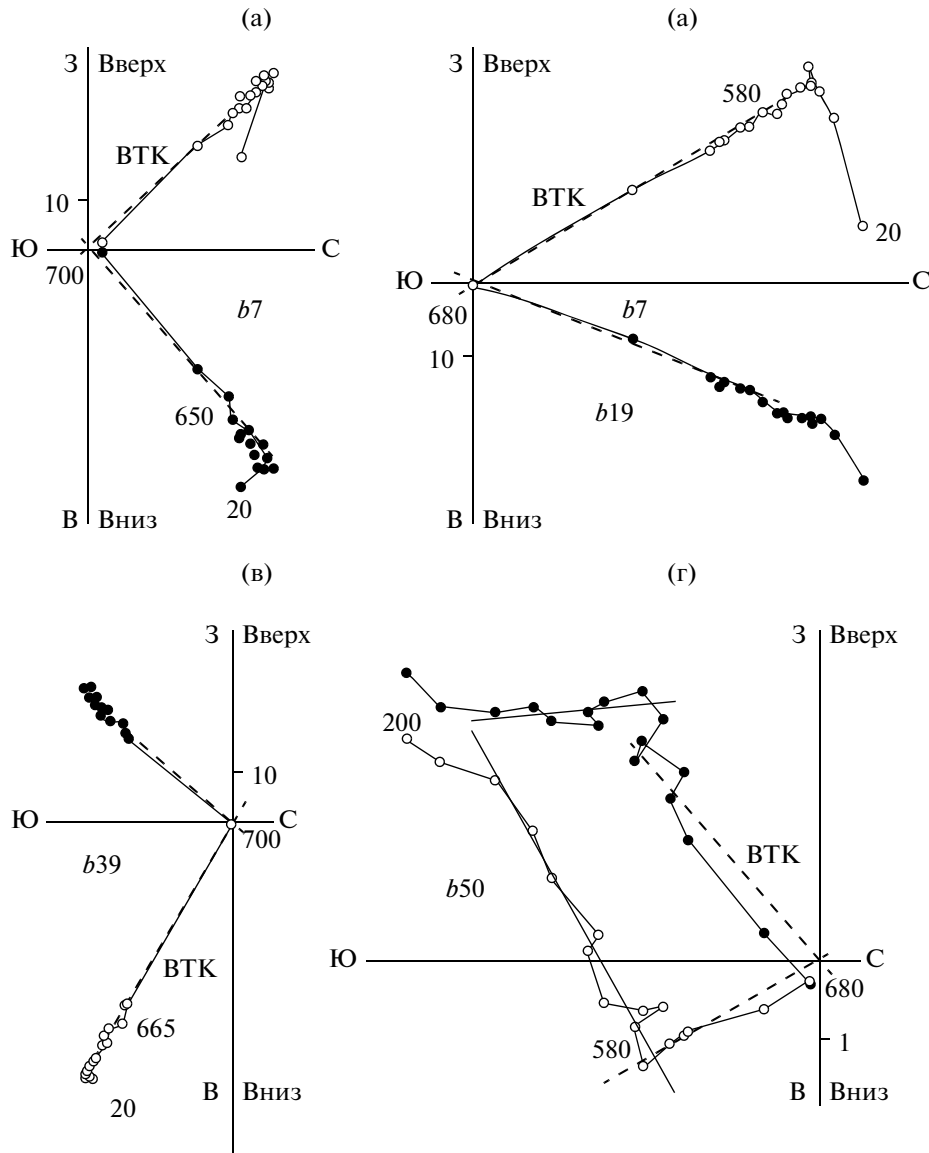 (а)
З Вверх
ВТК
10
Ю
С
700
b7
650
20
В Вниз
(а)
З Вверх
580
ВТК
20
Ю
С
680
b7
10
b19
В Вниз
(в)
З Вверх
10
Ю
С
700
b39
ВТК
665
20
В Вниз
(г)
З Вверх
200
ВТК
b50
Ю
С
680
580
1
В Вниз